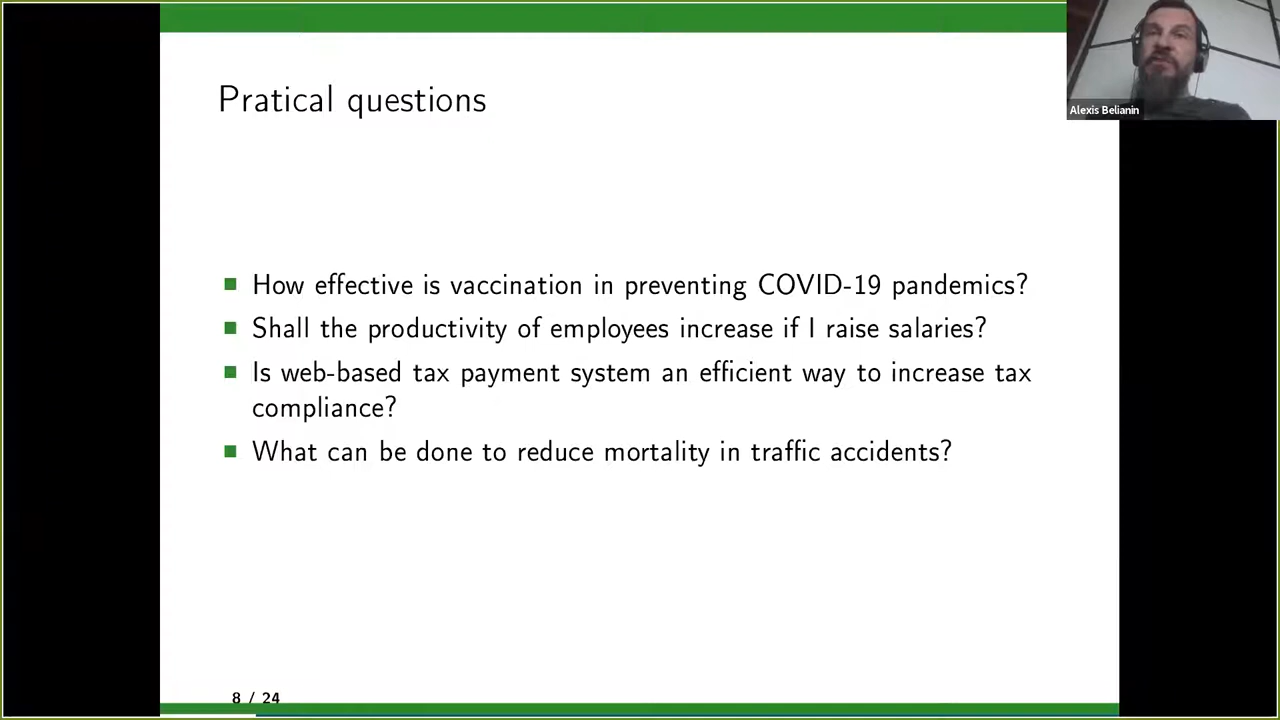 Pratical questions
Alexis Belianin
How effective is vaccination in preventing COVID-19 pandemics?
Shall the productivity of employees increase if I raise salaries?
Is web-based tax payment system an efficient way to increase tax
compliance?
What can be done to reduce mortality in traffic accidents?
8 / 24